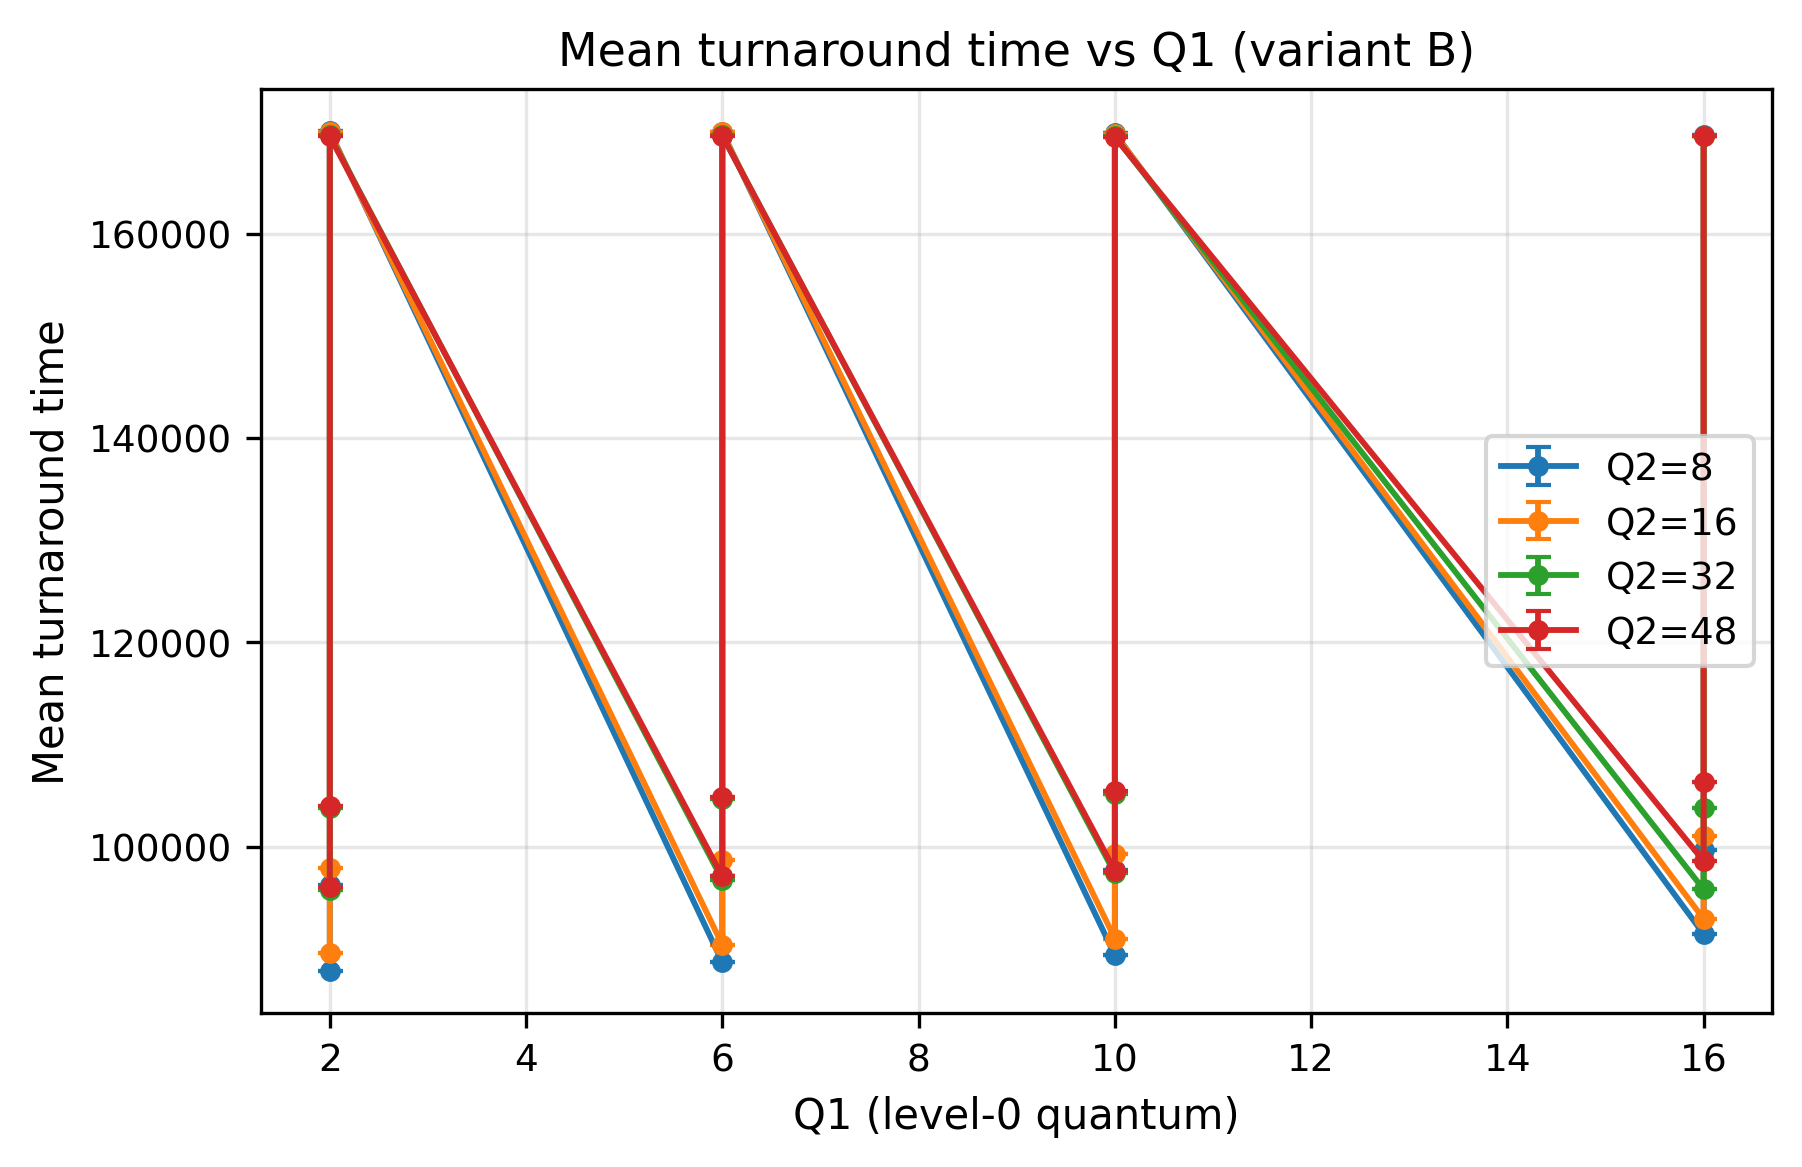 Mean turnaround time vs Q1 (variant B)
Mean turnaround time
160000
140000
120000
100000
Q2=8
Q2=16
Q2=32
Q2=48
2 4 6 8 10 12 14 16
Q1 (level-0 quantum)